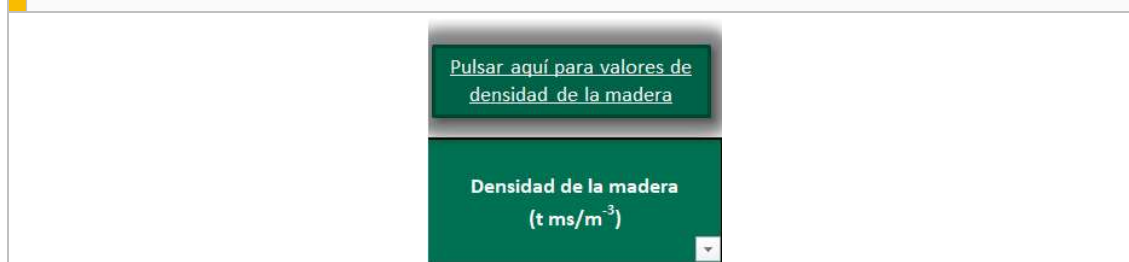 Pulsar aquí para valores de
densidad de la madera
Densidad de la madera
(t ms/m⁻³)